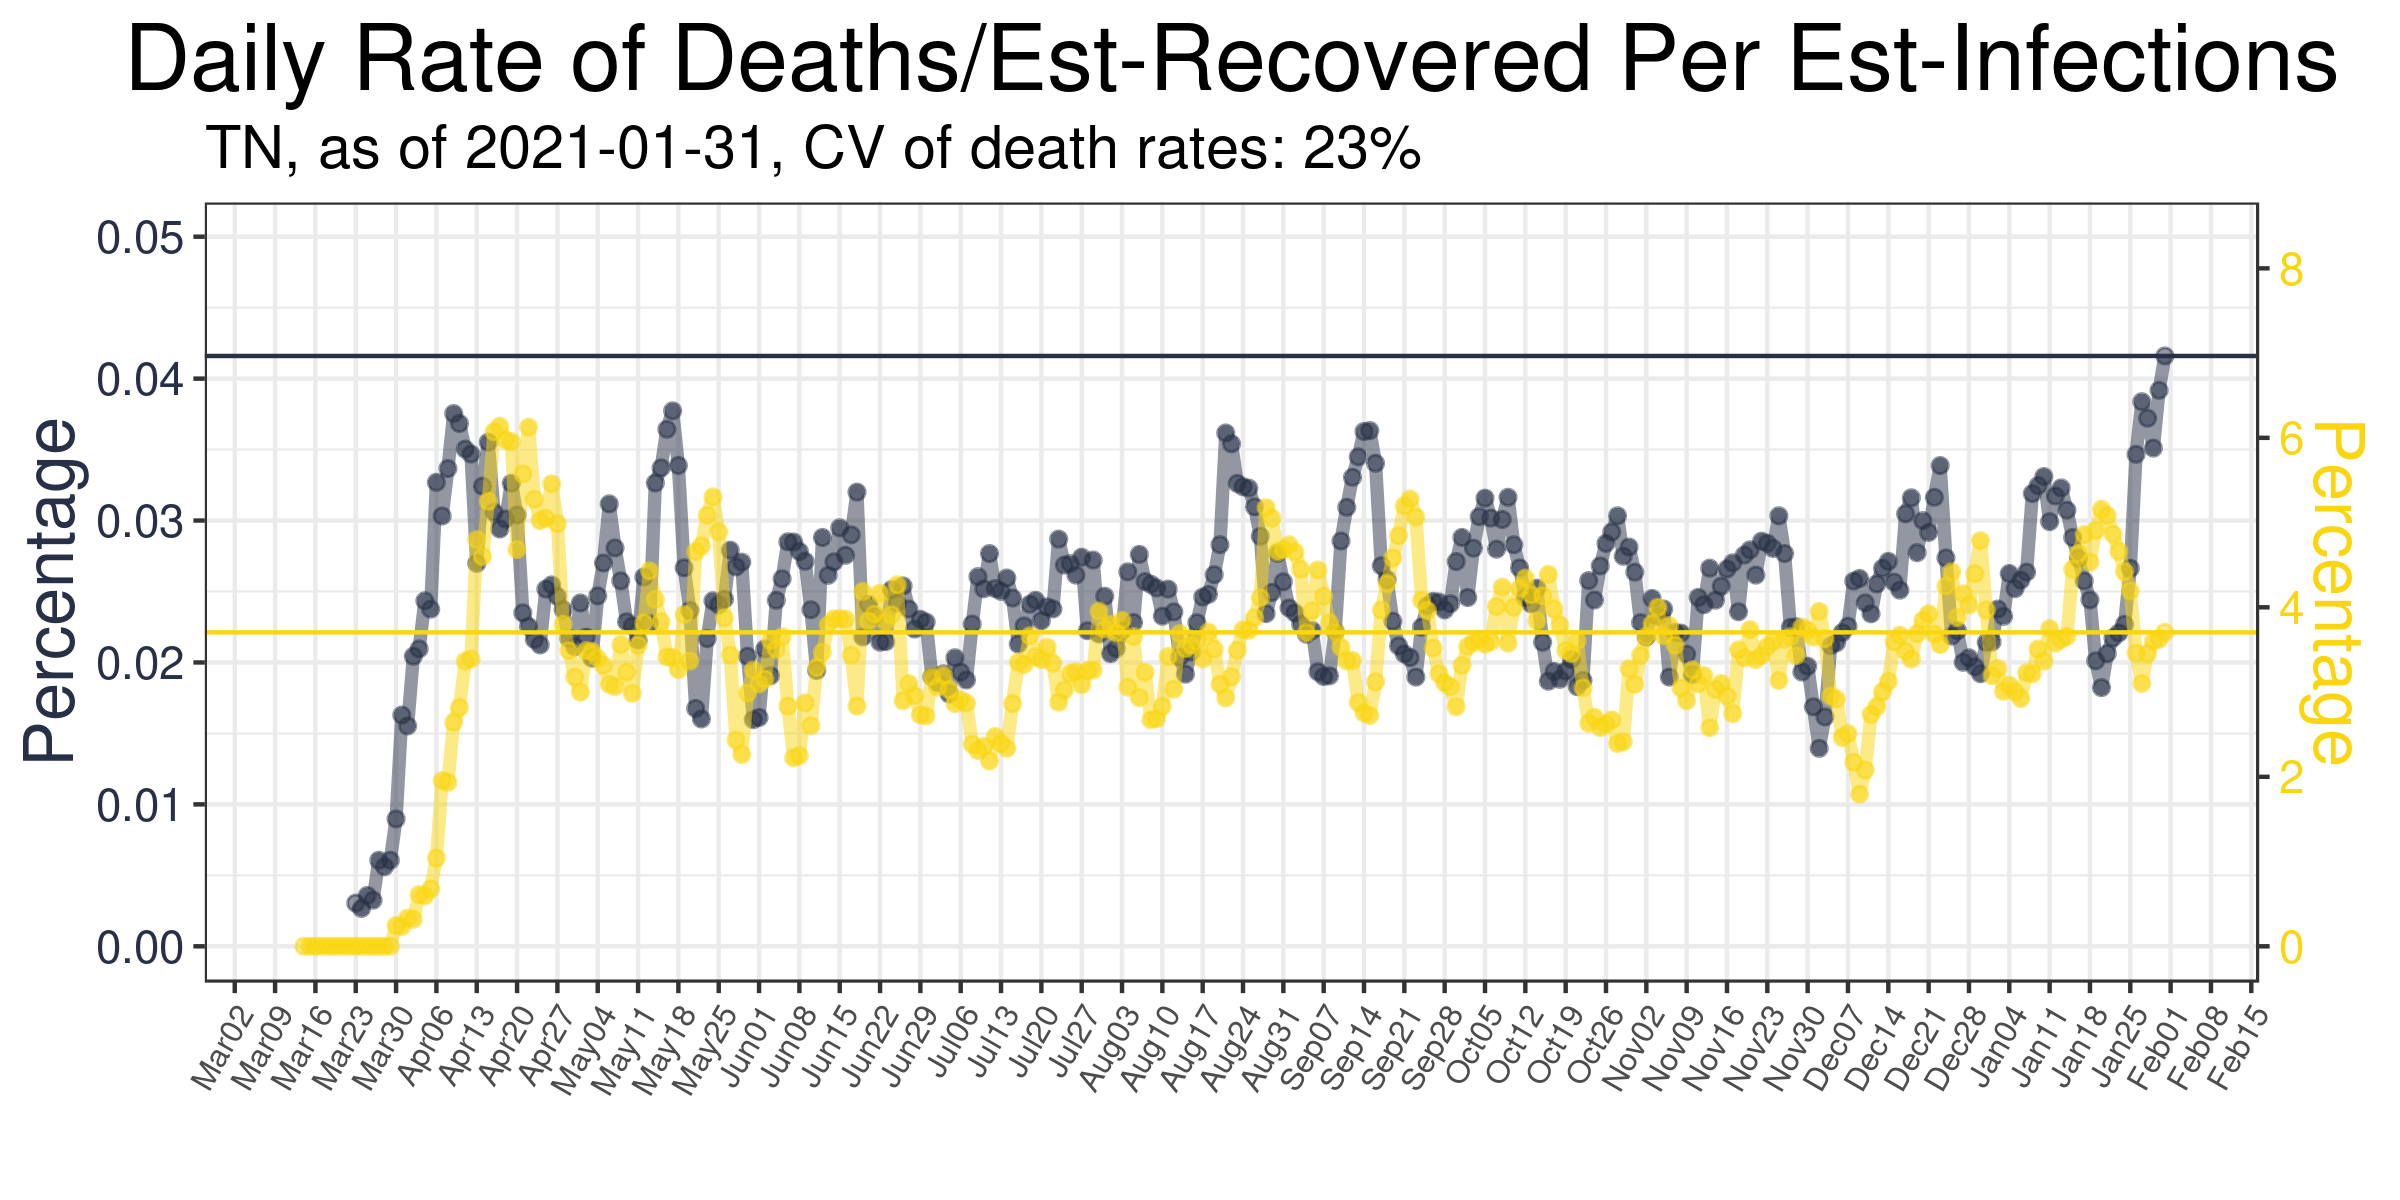 Daily Rate of Deaths/Est-Recovered Per Est-Infections
TN, as of 2021-01-31, CV of death rates: 23%
Percentage
0.05
0.04
0.03
0.02
0.01
0.00
8
6
4
2
0
Percentage
Mar02
Mar09
Mar16
Mar23
Mar30
Apr06
Apr13
Apr20
Apr27
May04
May11
May18
May25
Jun01
Jun08
Jun15
Jun22
Jun29
Jul06
Jul13
Jul20
Jul27
Aug03
Aug10
Aug17
Aug24
Aug31
Sep07
Sep14
Sep21
Sep28
Oct05
Oct12
Oct19
Oct26
Nov02
Nov09
Nov16
Nov23
Nov30
Dec07
Dec14
Dec21
Dec28
Jan04
Jan11
Jan18
Jan25
Feb01
Feb08
Feb15